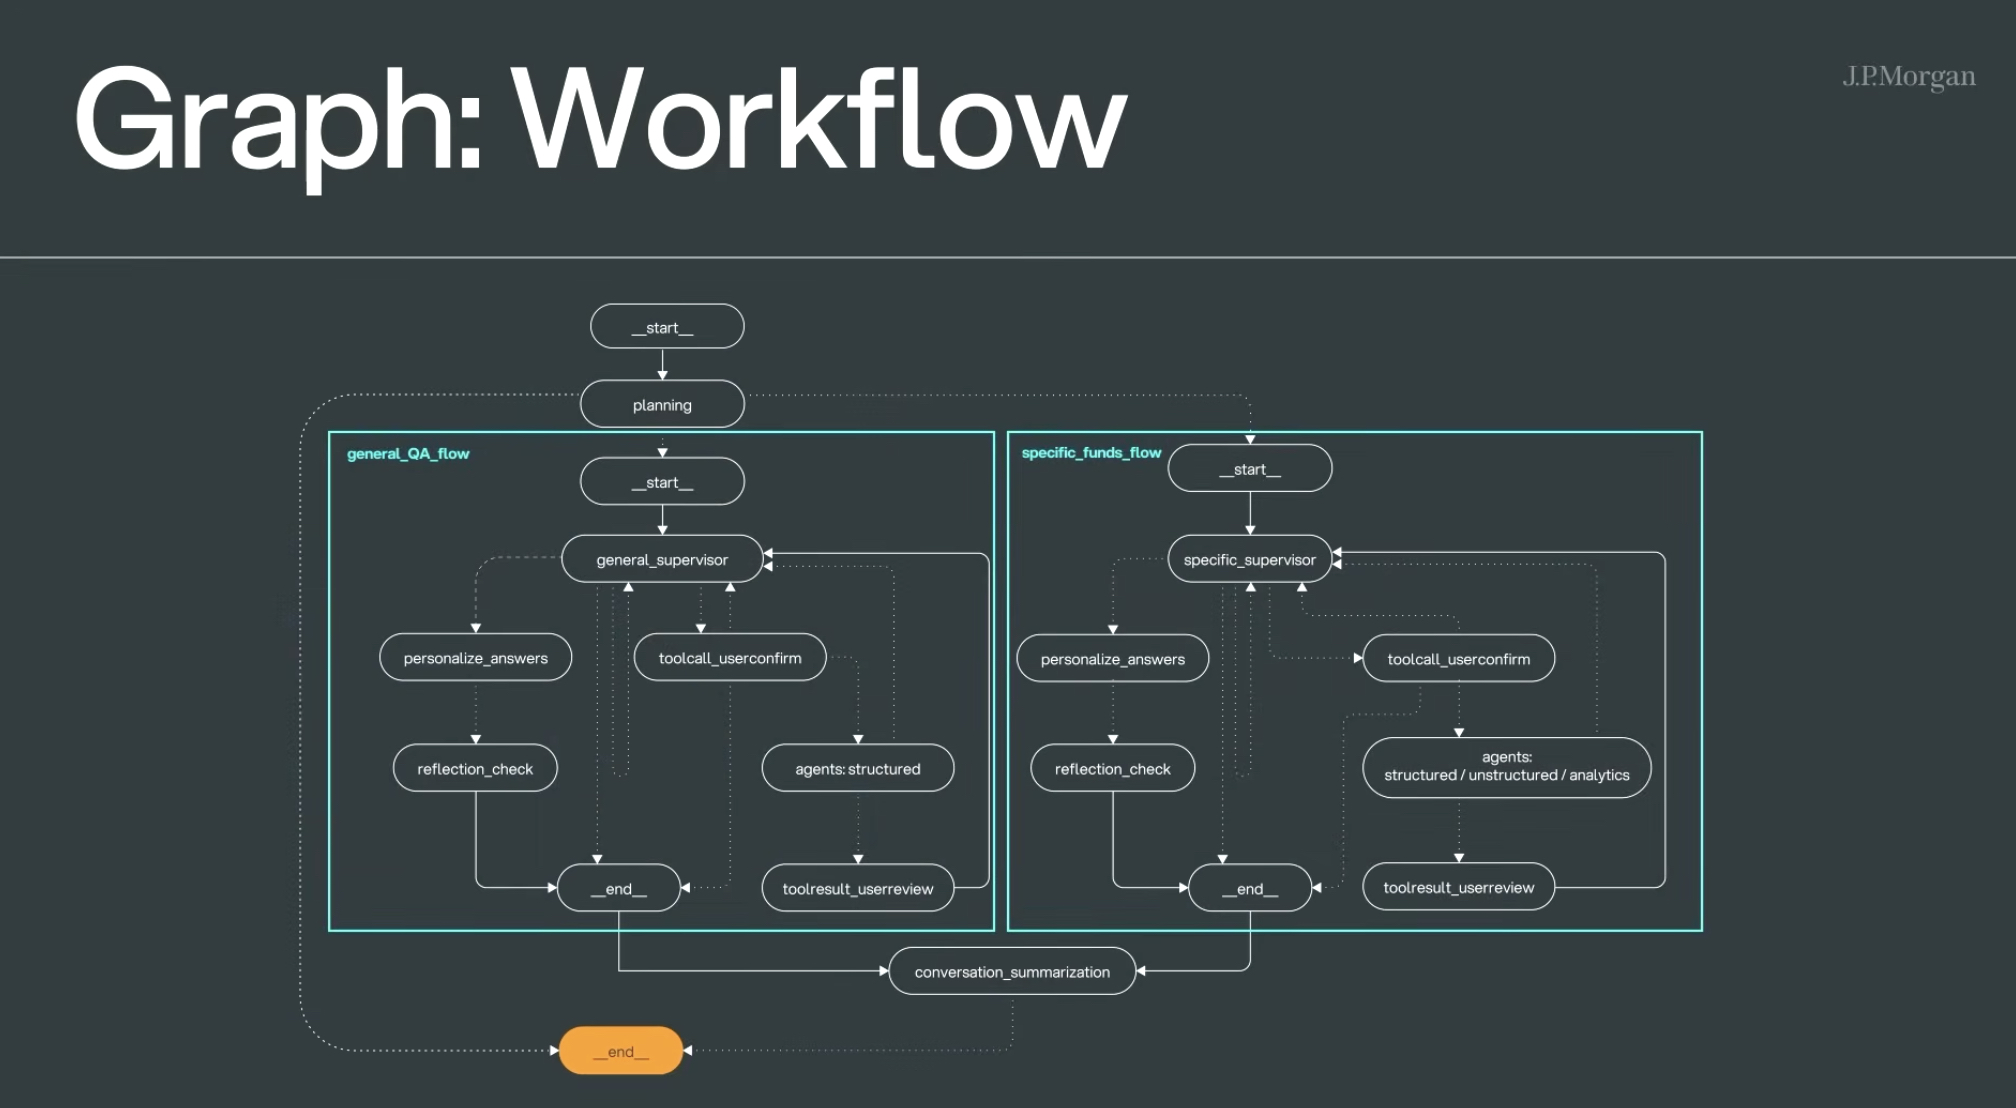 Graph: Workflow
J.P.Morgan
__start__
planning
general_QA_flow
__start__
general_supervisor
personalize_answers
toolcall_userconfirm
reflection_check
agents: structured
__end__
toolresult_userreview
specific_funds_flow
__start__
specific_supervisor
personalize_answers
toolcall_userconfirm
reflection_check
agents:
structured / unstructured / analytics
__end__
toolresult_userreview
conversation_summarization
__end__